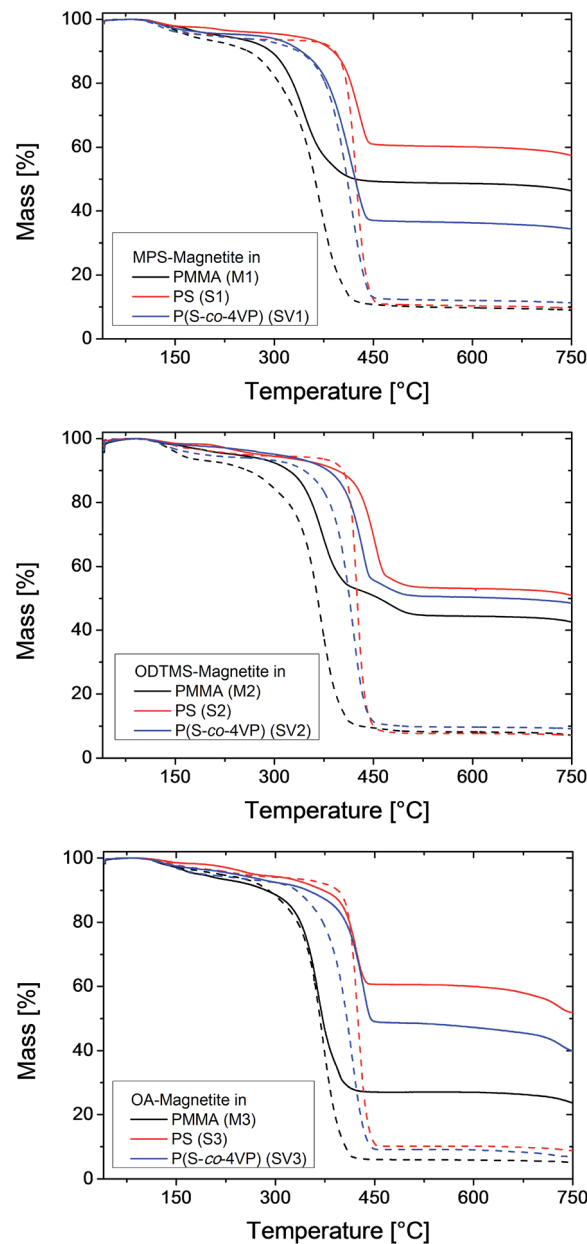 100
80
60
40
20
0
Mass [%]
MPS-Magnetite in
PMMA (M1)
PS (S1)
P(S-co-4VP) (SV1)
150 300 450 600 750
Temperature [°C]
100
80
60
40
20
0
Mass [%]
ODTMS-Magnetite in
PMMA (M2)
PS (S2)
P(S-co-4VP) (SV2)
150 300 450 600 750
Temperature [°C]
100
80
60
40
20
0
Mass [%]
OA-Magnetite in
PMMA (M3)
PS (S3)
P(S-co-4VP) (SV3)
150 300 450 600 750
Temperature [°C]